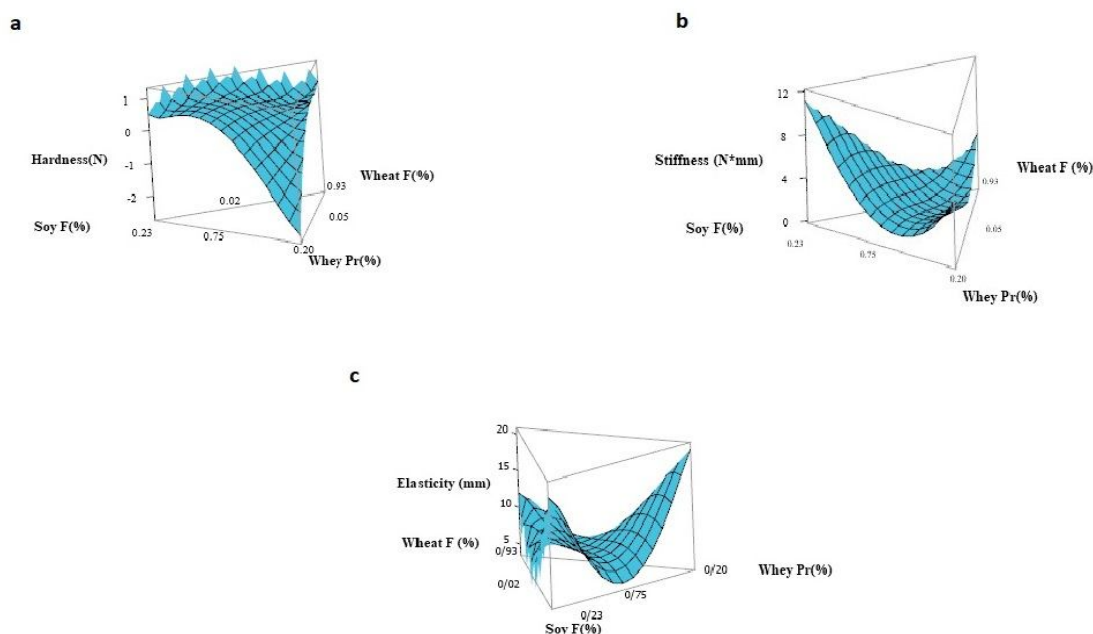 a
1
0
Hardness(N)
-1
-2
Wheat F(%)
0.93
0.02
0.05
Soy F(%)
0.23
0.75
0.20
Whey Pr(%)
b
12
8
Stiffness (N*mm)
4
0
Wheat F (%)
0.93
Soy F(%)
0.05
0.23
0.75
0.20
Whey Pr(%)
c
20
15
Elasticity (mm)
10
5
Wheat F (%)
0/93
0/02
0/20
Whey Pr(%)
0/75
0/23
Soy F(%)